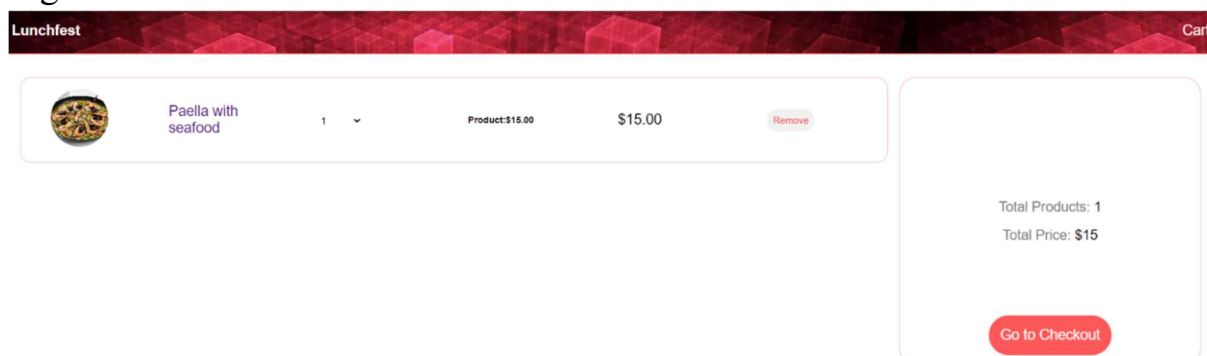 Lunchfest
Cart
Paella with
seafood
1
Product:$15.00
$15.00
Remove
Total Products: 1
Total Price: $15
Go to Checkout